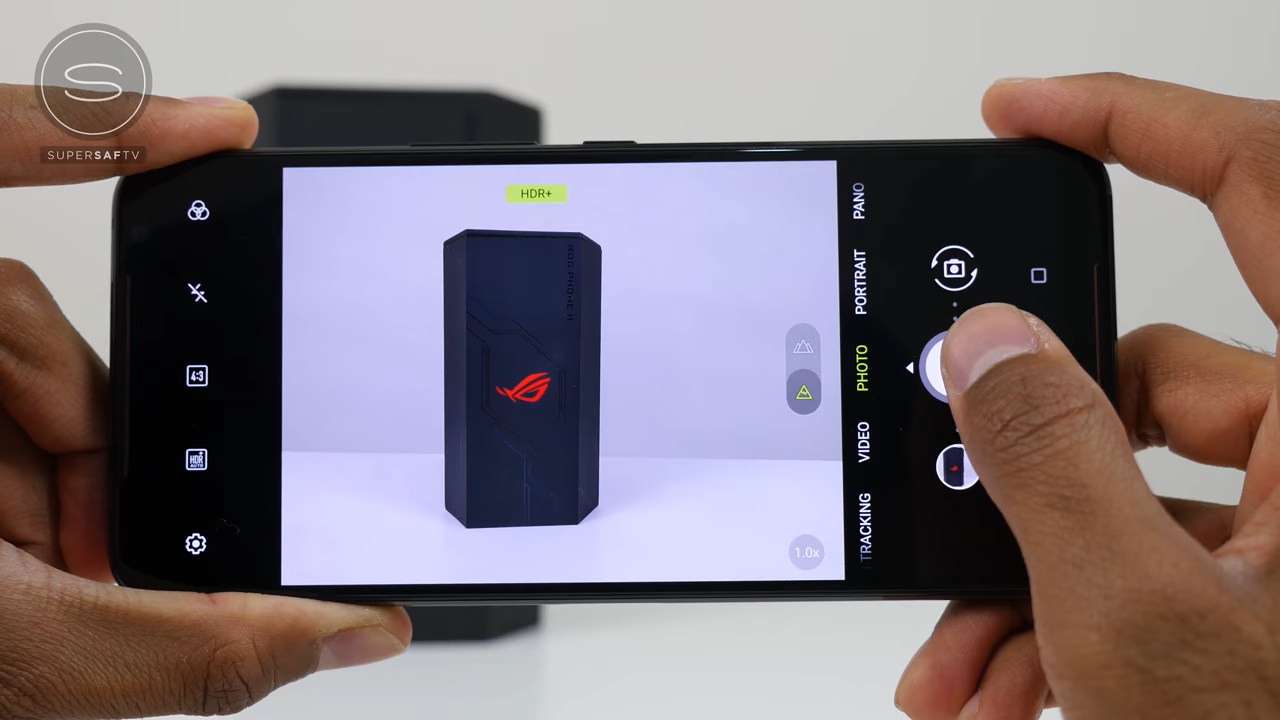 SUPERSAFTV
HDR+
ROG PHONE II
4:3
HDR
AUTO
1.0x
PANO
PORTRAIT
PHOTO
VIDEO
TRACKING